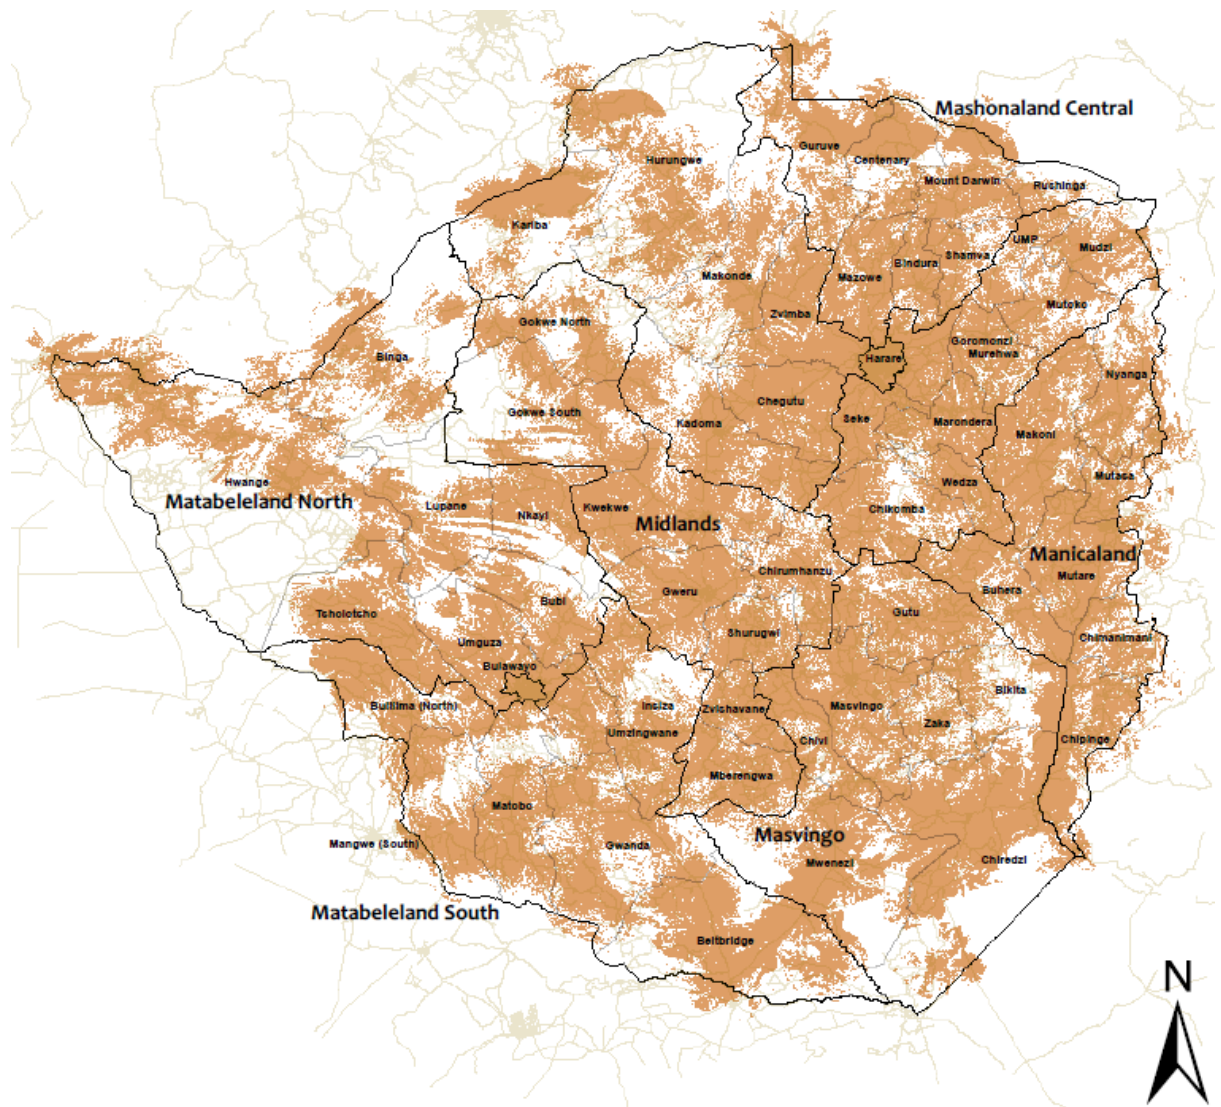 Mashonaland Central
Guruve
Centenary
Hurungwe
Mount Darwin
Rushinga
Kariba
UMP
Mudzi
Shamva
Bindura
Makonde
Mazowe
Mutoko
Zvimba
Gokwe North
Goromonzi
Murehwa
Harare
Binga
Nyanga
Chegutu
Gokwe South
Seke
Kadoma
Marondera
Makoni
Mutasa
Hwange
Wedza
Matabeleland North
Lupane
Kwekwe
Nkayi
Chikomba
Midlands
Manicaland
Chirumhanzu
Mutare
Gweru
Buhera
Bubi
Tcholotsho
Gutu
Shurugwi
Chimanimani
Umguza
Bulawayo
Bikita
Bulilima (North)
Insiza
Zvishavane
Masvingo
Zaka
Umzingwane
Chivi
Chipinge
Mberengwa
Matobo
Masvingo
Mangwe (South)
Gwanda
Mwenezi
Chiredzi
Matabeleland South
Beitbridge
N